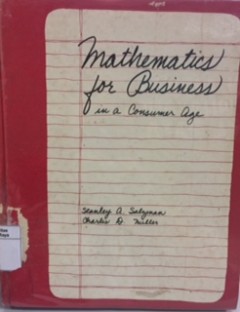 Mathematics
for Business
in a Consumer Age
Stanley A. Salzman
Charles D. Miller